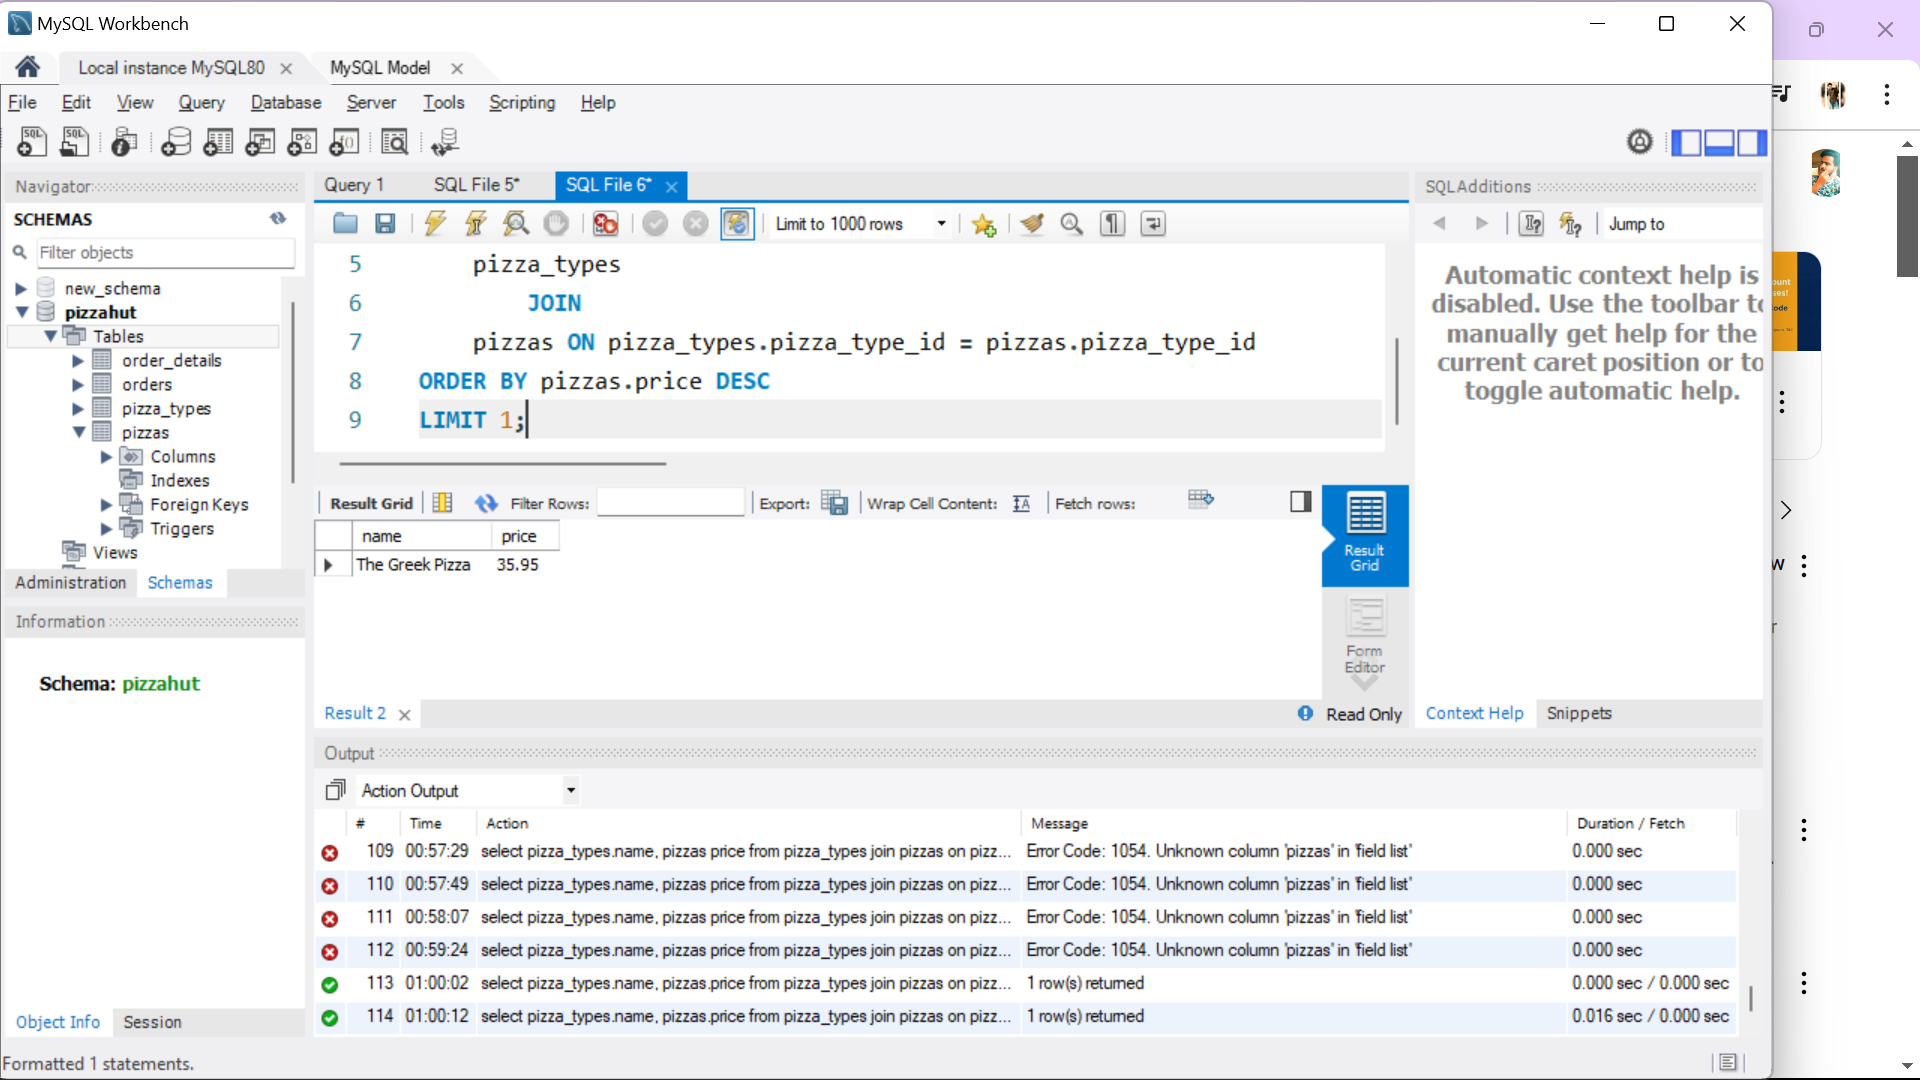 MySQL Workbench
Local instance MySQL80
MySQL Model
File Edit View Query Database Server Tools Scripting Help
Navigator
SCHEMAS
Filter objects
new_schema
pizzahut
Tables
order_details
orders
pizza_types
pizzas
Columns
Indexes
Foreign Keys
Triggers
Views
Administration Schemas
Information
Schema: pizzahut
Object Info Session
Formatted 1 statements.
Query 1 SQL File 5* SQL File 6*
Limit to 1000 rows
5 pizza_types
6 JOIN
7 pizzas ON pizza_types.pizza_type_id = pizzas.pizza_type_id
8 ORDER BY pizzas.price DESC
9 LIMIT 1;
Result Grid Filter Rows: Export: Wrap Cell Content: Fetch rows:
name price
The Greek Pizza 35.95
Result
Grid
Form
Editor
Result 2
Read Only
SQLAdditions
Jump to
Automatic context help is
disabled. Use the toolbar to
manually get help for the
current caret position or to
toggle automatic help.
Context Help Snippets
Output
Action Output
# Time Action Message Duration / Fetch
109 00:57:29 select pizza_types.name, pizzas price from pizza_types join pizzas on pizz... Error Code: 1054. Unknown column 'pizzas' in 'field list' 0.000 sec
110 00:57:49 select pizza_types.name, pizzas price from pizza_types join pizzas on pizz... Error Code: 1054. Unknown column 'pizzas' in 'field list' 0.000 sec
111 00:58:07 select pizza_types.name, pizzas price from pizza_types join pizzas on pizz... Error Code: 1054. Unknown column 'pizzas' in 'field list' 0.000 sec
112 00:59:24 select pizza_types.name, pizzas price from pizza_types join pizzas on pizz... Error Code: 1054. Unknown column 'pizzas' in 'field list' 0.000 sec
113 01:00:02 select pizza_types.name, pizzas.price from pizza_types join pizzas on pizz... 1 row(s) returned 0.000 sec / 0.000 sec
114 01:00:12 select pizza_types.name, pizzas.price from pizza_types join pizzas on pizz... 1 row(s) returned 0.016 sec / 0.000 sec